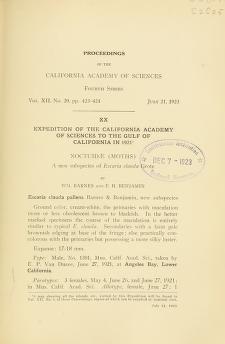 PROCEEDINGS
OF THE
CALIFORNIA ACADEMY OF SCIENCES
FOURTH SERIES
VOL. XII, No. 20, pp. 423-424 JUNE 21, 1923
XX
EXPEDITION OF THE CALIFORNIA ACADEMY
OF SCIENCES TO THE GULF OF
CALIFORNIA IN 1921
NOCTUIDÆ (MOTHS)
A new subspecies of Escaria clauda Grote
BY
WM. BARNES AND F. H. BENJAMIN
DEC 7 - 1923
Escaria clauda pallens Barnes & Benjamin, new subspecies
Ground color, cream-white, the primaries with maculation
more or less obsolescent brown to blackish. In the better
marked specimens the course of the maculation is entirely
similar to typical E. clauda. Secondaries with a faint pale
brownish edging at base of the fringe; else practically con-
colorous with the primaries but possessing a more silky luster.
Expanse: 17-18 mm.
Type: Male, No. 1301, Mus. Calif. Acad. Sci., taken by
E. P. Van Duzee, June 27, 1921, at Angeles Bay, Lower
California.
Paratypes: 3 females, May 4, June 26, and June 27, 1921;
in Mus. Calif. Acad. Sci. Allotype, female, June